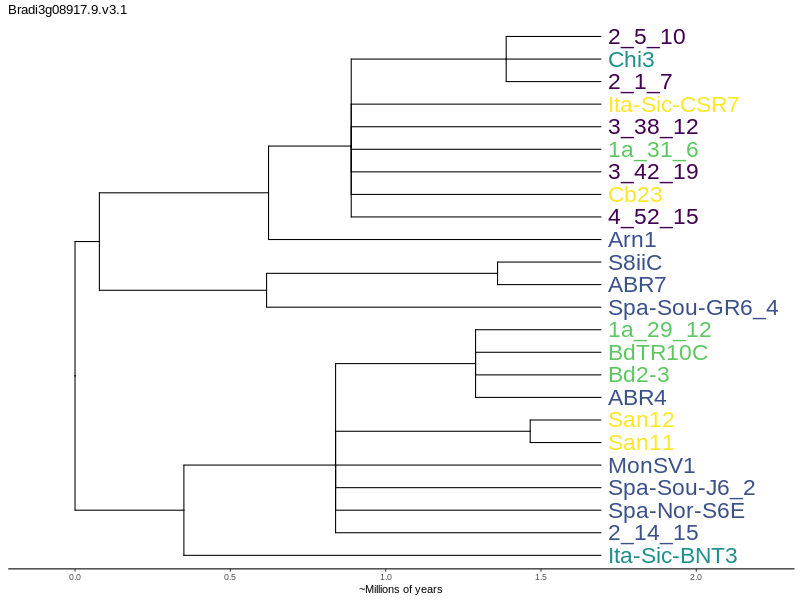 Bradi3g08917.9.v3.1
2_5_10
Chi3
2_1_7
Ita-Sic-CSR7
3_38_12
1a_31_6
3_42_19
Cb23
4_52_15
Arn1
S8iiC
ABR7
Spa-Sou-GR6_4
1a_29_12
BdTR10C
Bd2-3
ABR4
San12
San11
MonSV1
Spa-Sou-J6_2
Spa-Nor-S6E
2_14_15
Ita-Sic-BNT3
0.0 0.5 1.0 1.5 2.0
~Millions of years